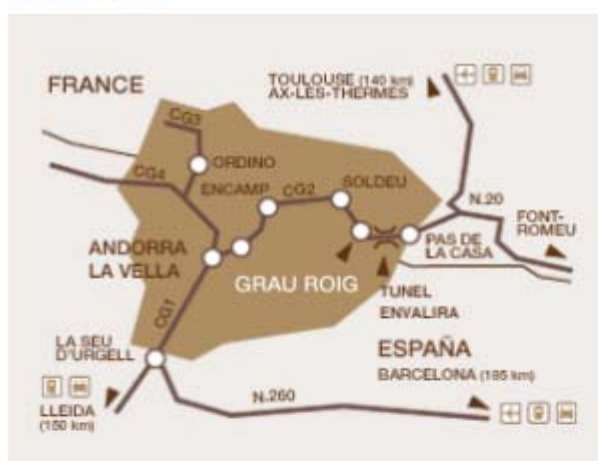 FRANCE
TOULOUSE (140 km)
AX-LES-THERMES
CG3
ORDINO
CG4
ENCAMP
CG2
SOLDEU
N.20
FONT-
ROMEU
ANDORRA
LA VELLA
PAS DE
LA CASA
GRAU ROIG
TUNEL
ENVALIRA
CG1
LA SEU
D'URGELL
ESPAÑA
BARCELONA (185 km)
LLEIDA
(150 km)
N.260